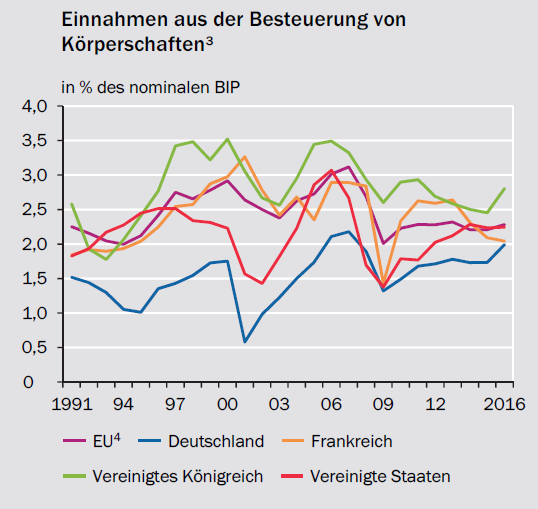 Einnahmen aus der Besteuerung von
Körperschaften³
in % des nominalen BIP
4,0
3,5
3,0
2,5
2,0
1,5
1,0
0,5
0
1991 94 97 00 03 06 09 12 2016
EU⁴ Deutschland Frankreich
Vereinigtes Königreich Vereinigte Staaten